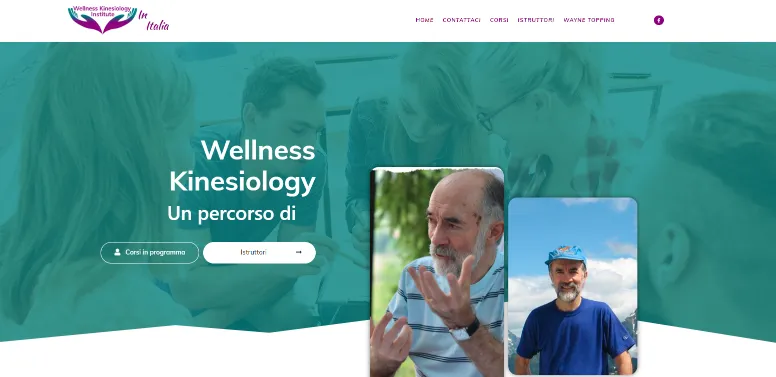 Wellness Kinesiology
Institute
In
Italia
HOME CONTATTACI CORSI ISTRUTTORI WAYNE TOPPING
Wellness
Kinesiology
Un percorso di
Corsi in programma
Istruttori